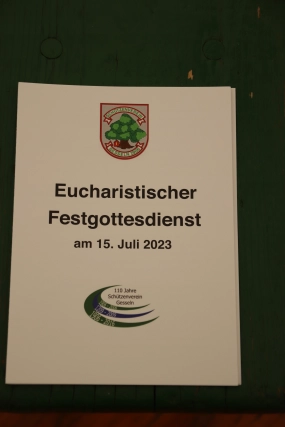 Eucharistischer
Festgottesdienst
am 15. Juli 2023
110 Jahre
Schützenverein
Gesseln